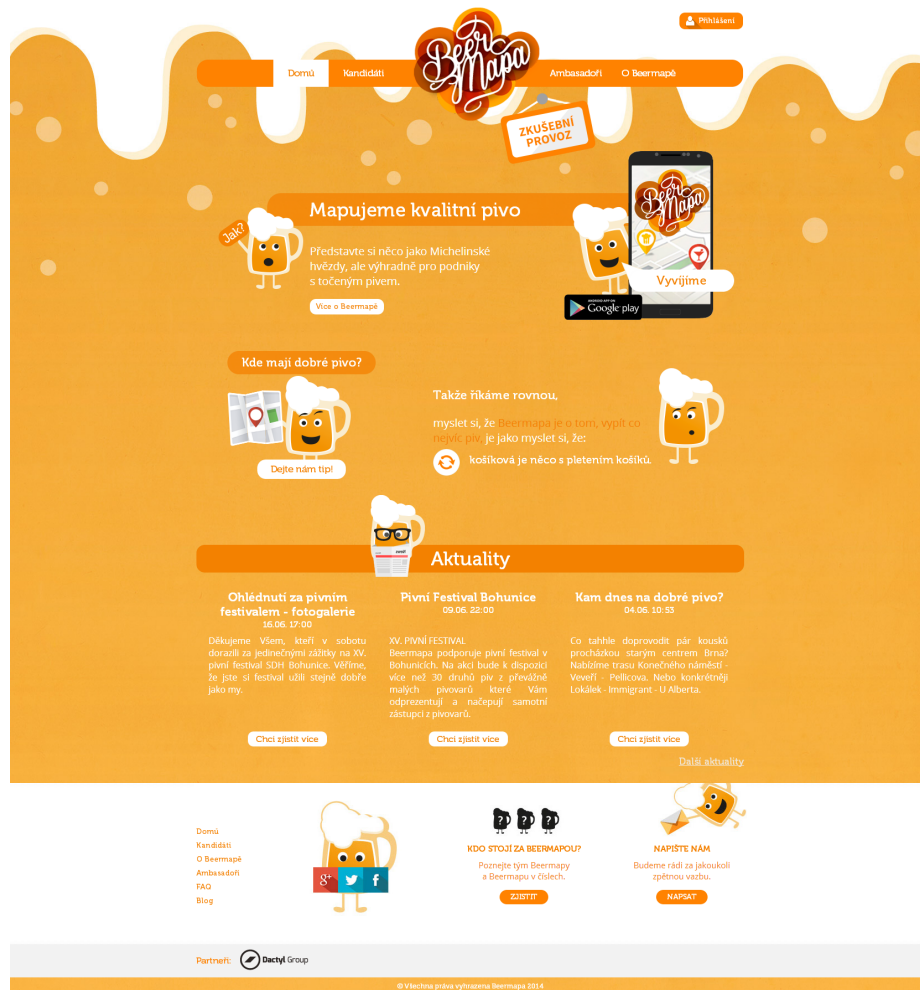 Přihlášení
Domů
Kandidáti
Beer
Mapa
Ambasadoři
O Beermapě
ZKUŠEBNÍ
PROVOZ
Jak?
Mapujeme kvalitní pivo
Představte si něco jako Michelinské
hvězdy, ale výhradně pro podniky
s točeným pivem.
Více o Beermapě
Beer
Mapa
Vyvíjíme
ANDROID APP ON
Google play
Kde mají dobré pivo?
Dejte nám tip!
Takže říkáme rovnou,
myslet si, že Beermapa je o tom, vypít co
nejvíc piv, je jako myslet si, že:
košíková je něco s pletením košíků.
Aktuality
Ohlédnutí za pivním
festivalem - fotogalerie
16.06. 17:00
Děkujeme Všem, kteří v sobotu
dorazili za jedinečnými zážitky na XV.
pivní festival SDH Bohunice. Věříme,
že jste si festival užili stejně dobře
jako my.
Chci zjistit více
Pivní Festival Bohunice
09.06. 22:00
XV. PIVNÍ FESTIVAL
Beermapa podporuje pivní festival v
Bohunicích. Na akci bude k dispozici
více než 30 druhů piv z převážně
malých pivovarů které Vám
odprezentují a načepují samotní
zástupci z pivovarů.
Chci zjistit více
Kam dnes na dobré pivo?
04.06. 10:53
Co tahhle doprovodit pár kousků
procházkou starým centrem Brna?
Nabízíme trasu Konečného náměstí -
Veveří - Pellicova. Nebo konkrétněji
Lokálek - Immigrant - U Alberta.
Chci zjistit více
Další aktuality
Domů
Kandidáti
O Beermapě
Ambasadoři
FAQ
Blog
g+
f
? ? ?
KDO STOJÍ ZA BEERMAPOU?
Poznejte tým Beermapy
a Beermapu v číslech.
ZJISTIT
NAPIŠTE NÁM
Budeme rádi za jakoukoli
zpětnou vazbu.
NAPSAT
Partneři:
Dactyl Group
© Všechna práva vyhrazena Beermapa 2014